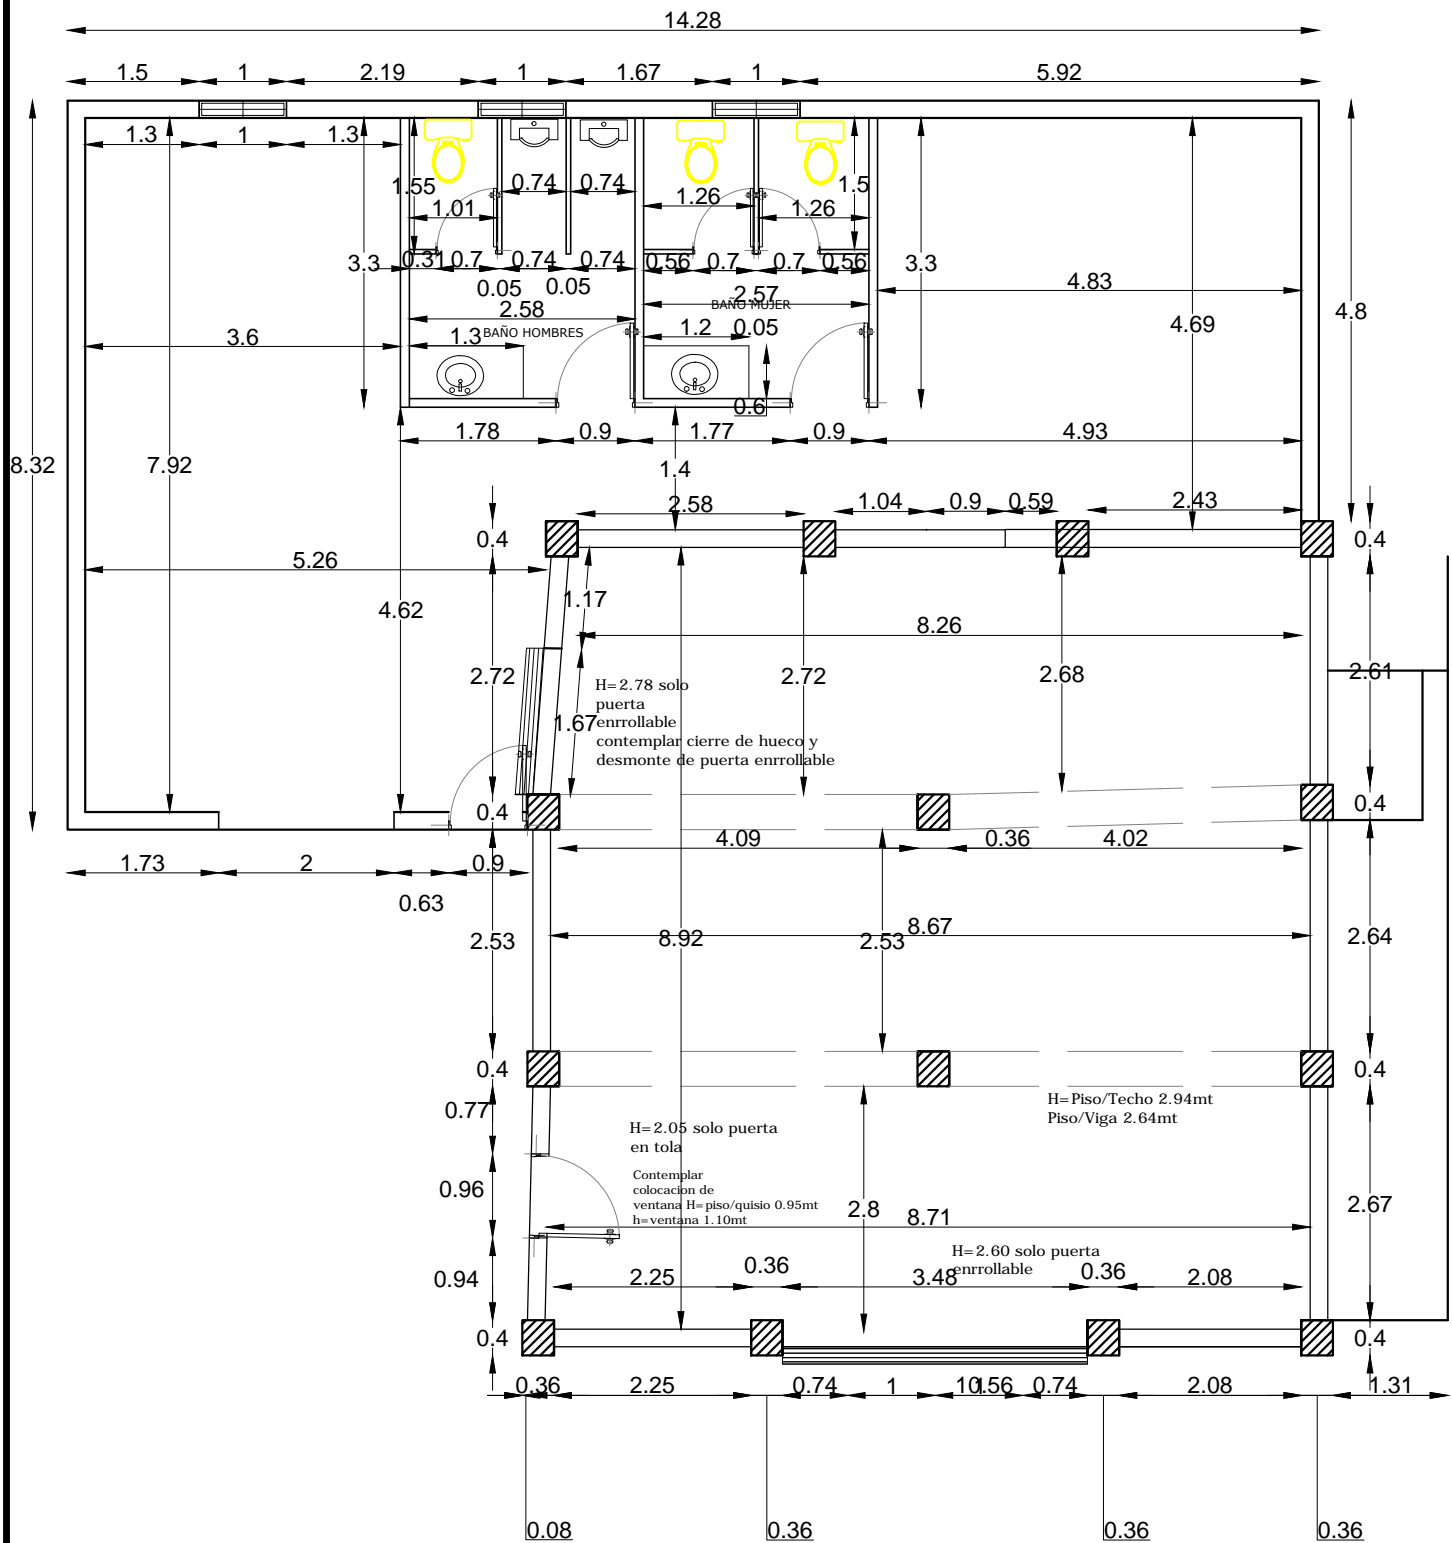 14.28
1.5 1 2.19 1 1.67 1 5.92
1.3 1 1.3
1.55 0.74 0.74 1.5
1.01 1.26 1.26
3.3 0.31 0.7 0.74 0.74 0.56 0.7 0.7 0.56 3.3
4.83
0.05 0.05 2.57
BAÑO MUJER
2.58 4.8
BAÑO HOMBRES 1.2 0.05 4.69
3.6 1.3
0.6
1.78 0.9 1.77 0.9 4.93
8.32 7.92 1.4
2.58 1.04 0.9 0.59 2.43
0.4 0.4
5.26
1.17
4.62 8.26
2.72 2.72 2.68 2.61
H=2.78 solo
puerta
enrrollable
1.67
contemplar cierre de hueco y
desmonte de puerta enrrollable
0.4 0.4
4.09 0.36 4.02
1.73 2 0.9
0.63
2.53 8.92 2.53 8.67 2.64
0.4 0.4
H=Piso/Techo 2.94mt
Piso/Viga 2.64mt
0.77
H=2.05 solo puerta
en tola
Contemplar
colocacion de
ventana H=piso/quisio 0.95mt
h=ventana 1.10mt
0.96 2.8 8.71 2.67
H=2.60 solo puerta
enrrollable
0.94 2.25 0.36 3.48 0.36 2.08
0.4 0.4
0.36 2.25 0.74 1 1 0.74 2.08 1.31
0.08 0.36 0.36 0.36